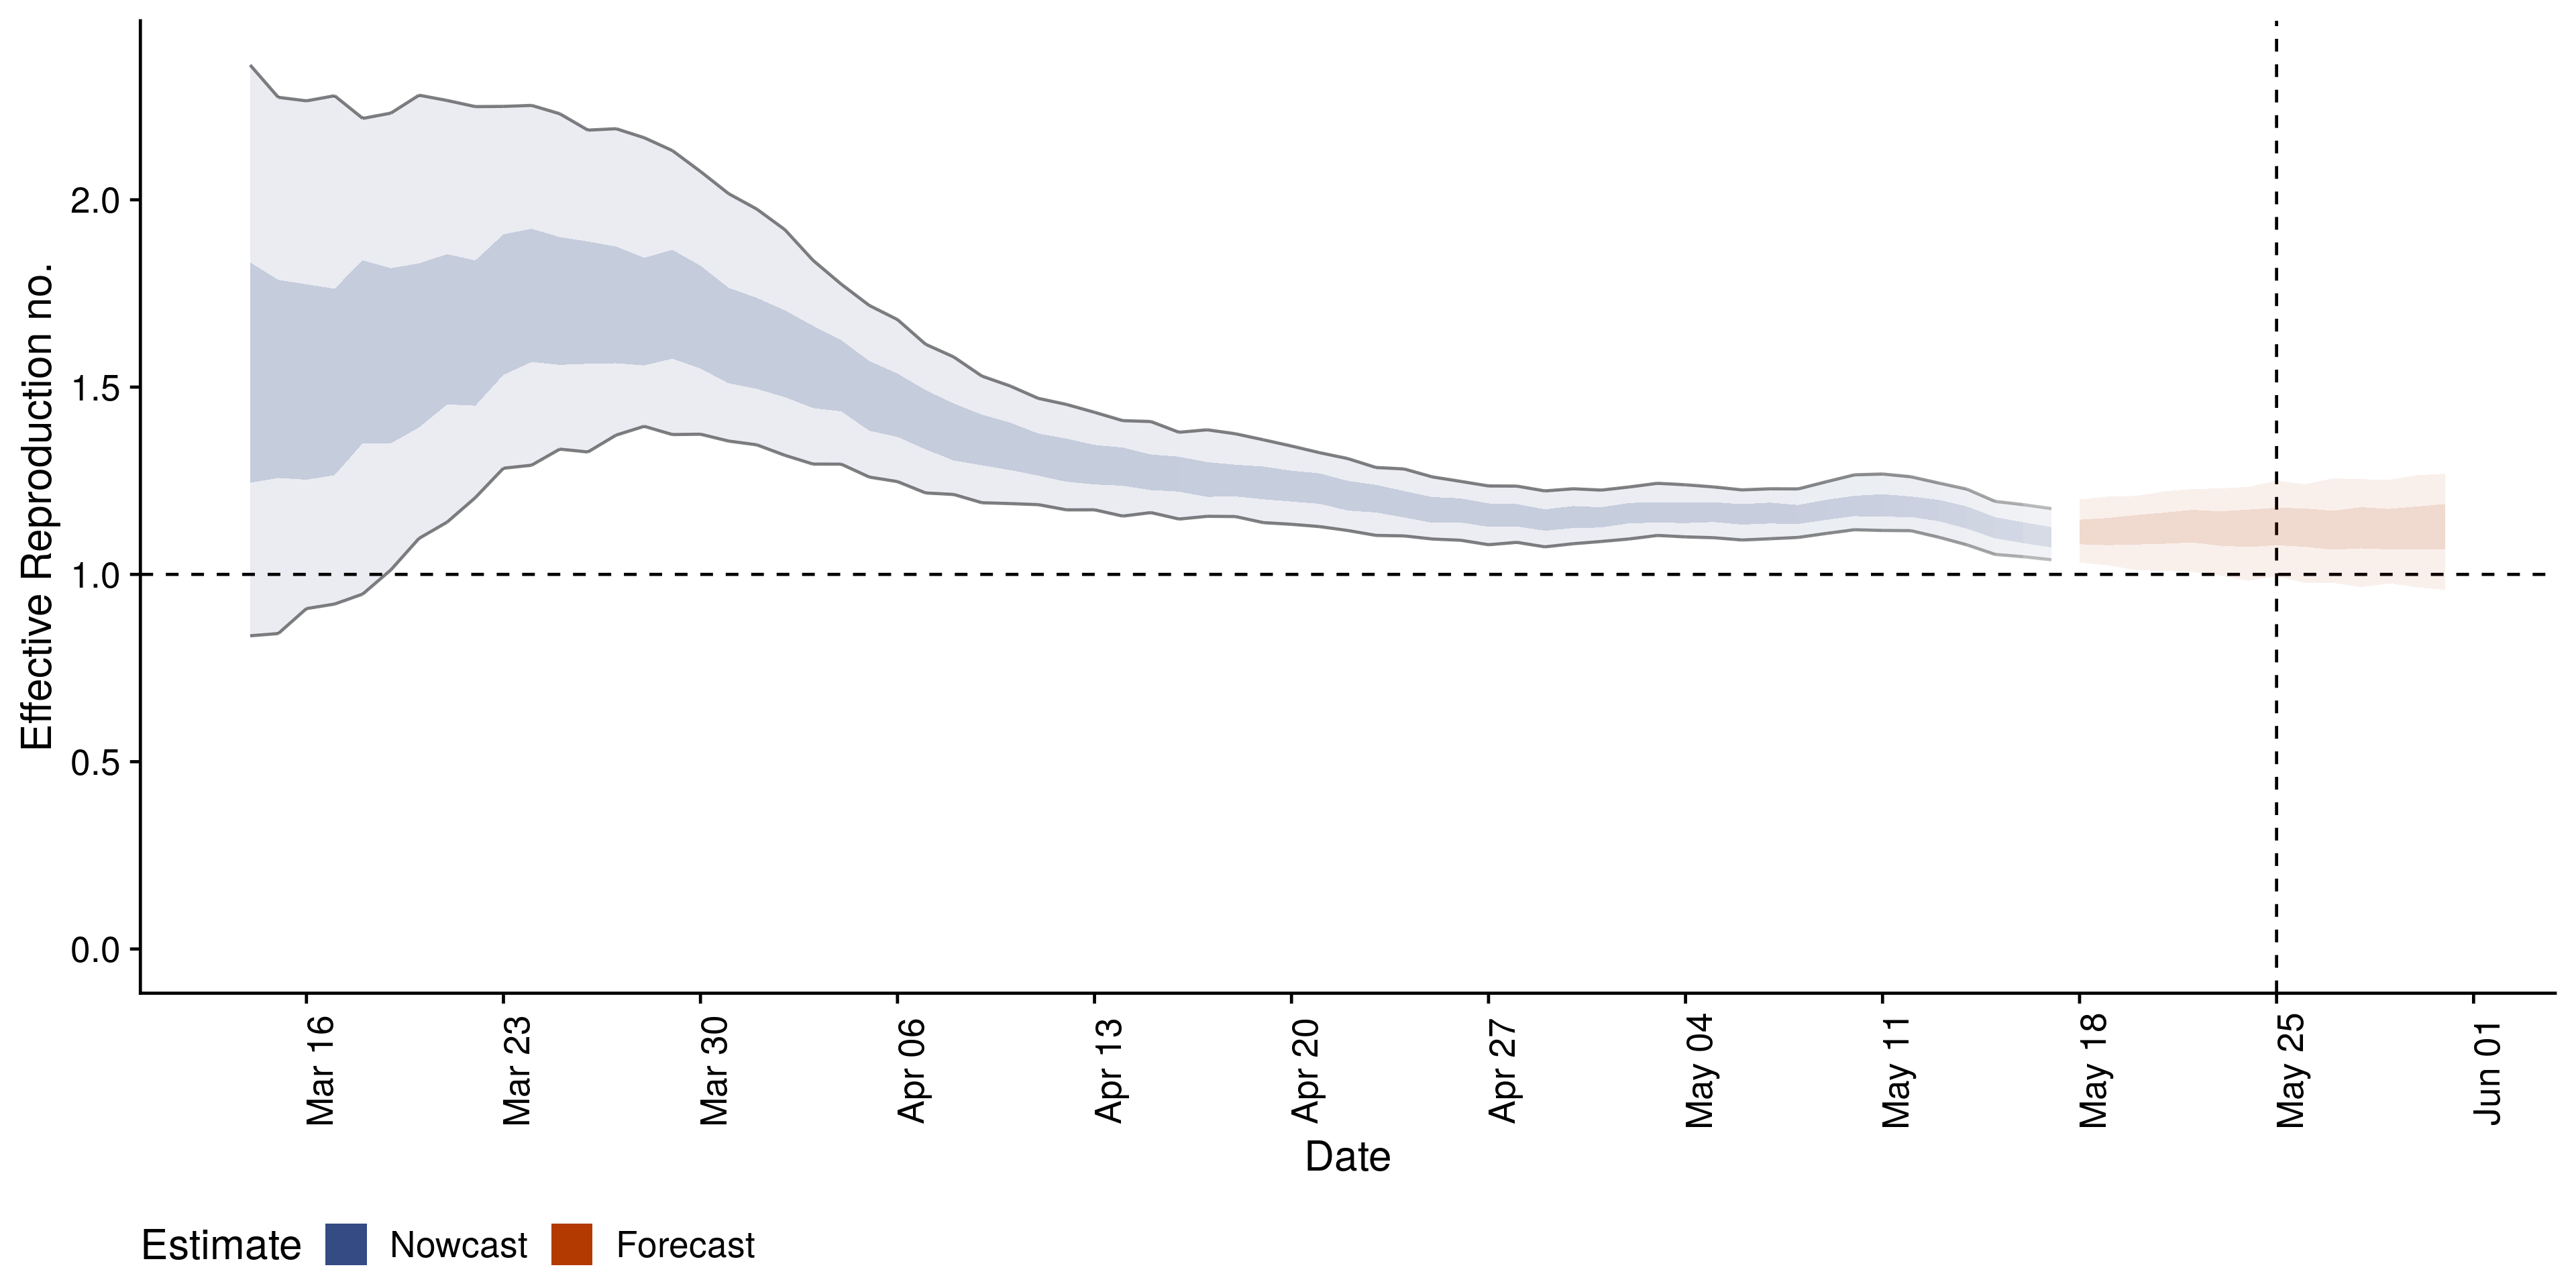 Effective Reproduction no.
2.0
1.5
1.0
0.5
0.0
Mar 16
Mar 23
Mar 30
Apr 06
Apr 13
Apr 20
Apr 27
May 04
May 11
May 18
May 25
Jun 01
Date
Estimate Nowcast Forecast